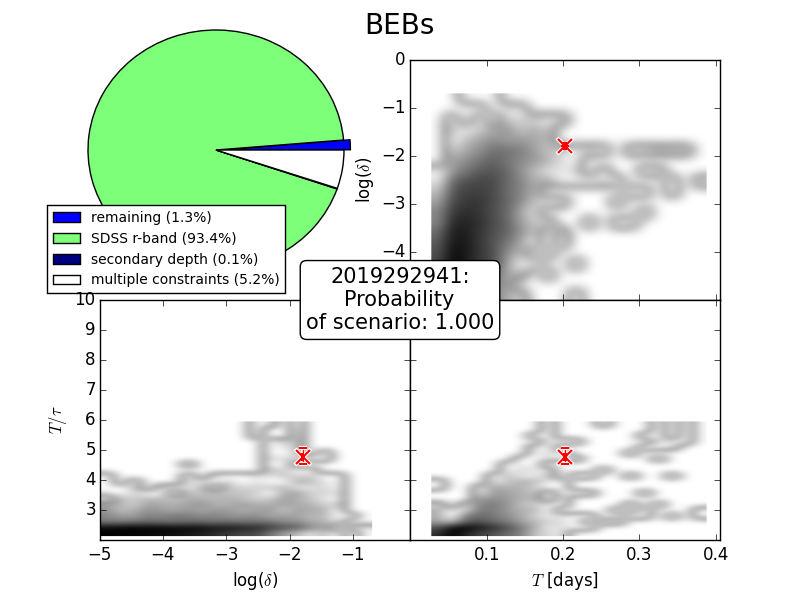 BEBs
remaining (1.3%)
SDSS r-band (93.4%)
secondary depth (0.1%)
multiple constraints (5.2%)
0
−1
−2
−3
−4
log(δ)
2019292941:
Probability
of scenario: 1.000
10
9
8
7
6
5
4
3
T/τ
−5 −4 −3 −2 −1
log(δ)
0.1 0.2 0.3 0.4
T [days]